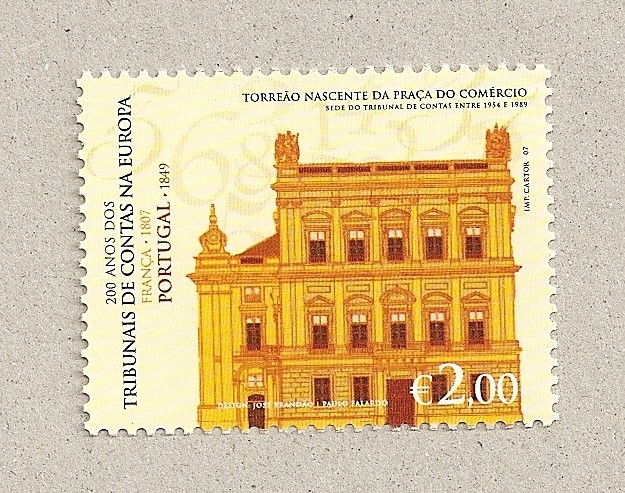 TORREÃO NASCENTE DA PRAÇA DO COMÉRCIO
SEDE DO TRIBUNAL DE CONTAS ENTRE 1954 E 1989
200 ANOS DOS
TRIBUNAIS DE CONTAS NA EUROPA
FRANÇA · 1807
PORTUGAL · 1849
IMP. CARTOR 07
€2,00
DESIGN: JOSÉ BRANDÃO | PAULO FALARDO